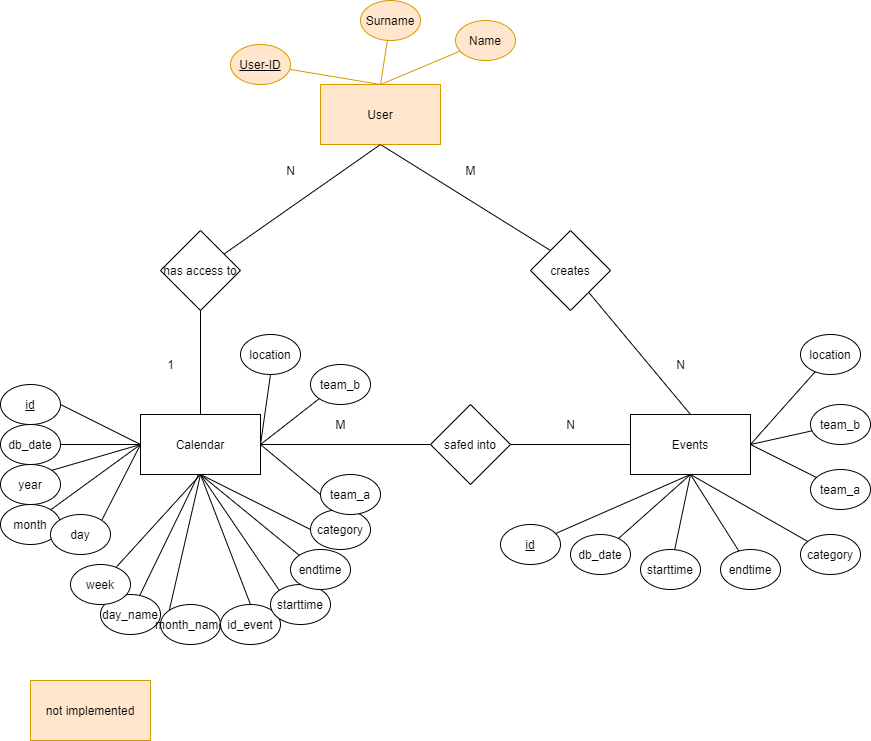 Surname
Name
User-ID
User
N
M
has access to
creates
location
1
N
team_b
location
id
M
N
team_b
db_date
Calendar
safed into
Events
year
team_a
team_a
month
day
category
id
db_date
category
endtime
starttime
endtime
week
starttime
day_name
month_nam
id_event
not implemented